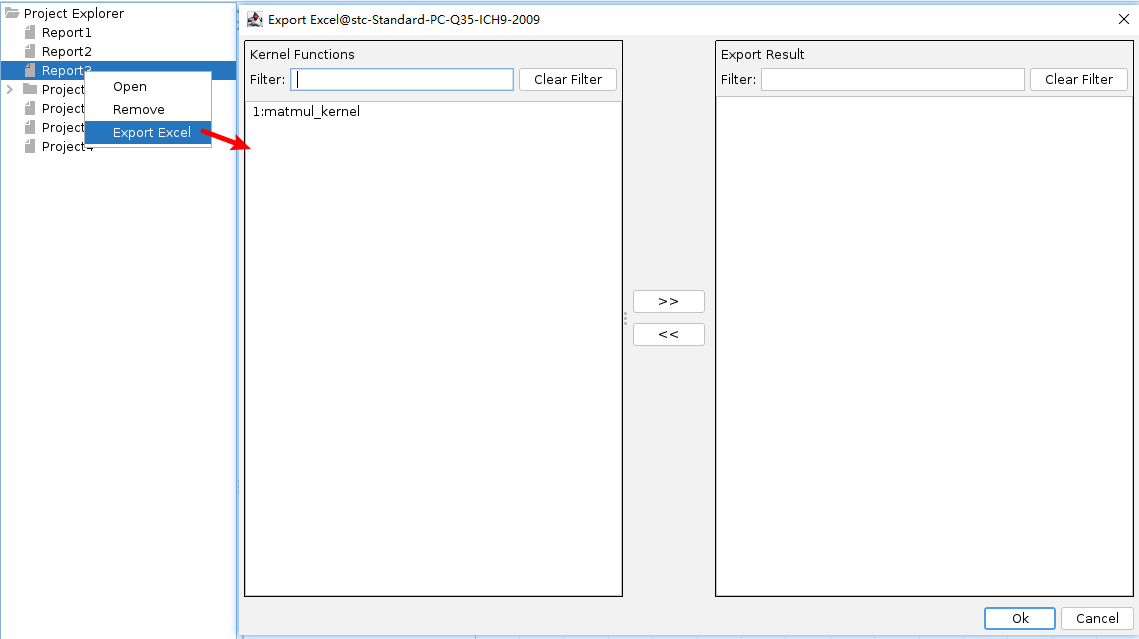 Project Explorer
Report1
Report2
Report3
Project
Project
Project
Project4
Open
Remove
Export Excel
Export Excel@stc-Standard-PC-Q35-ICH9-2009
Kernel Functions
Filter:
Clear Filter
1:matmul_kernel
>>
<<
Export Result
Filter:
Clear Filter
Ok
Cancel